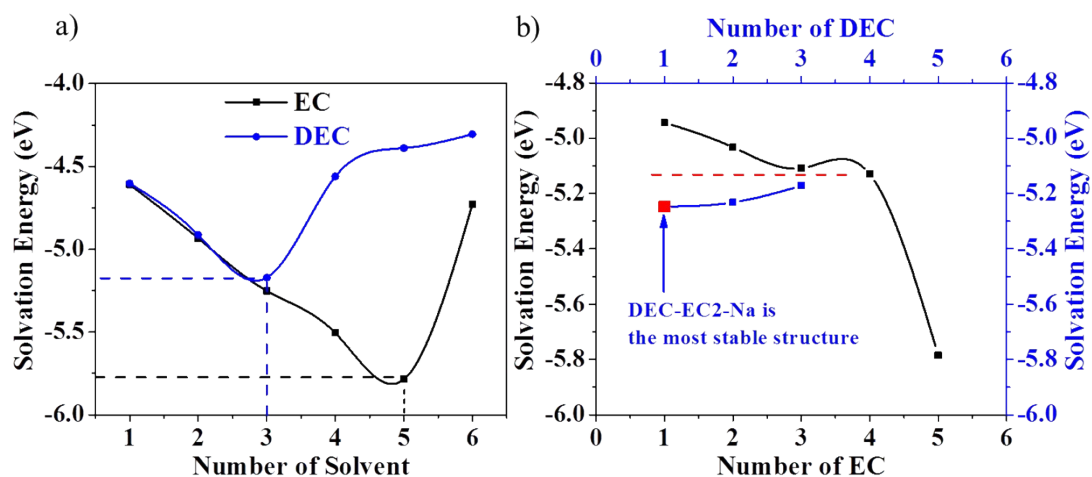 a)
Solvation Energy (eV)
-4.0
-4.5
-5.0
-5.5
-6.0
EC
DEC
1 2 3 4 5 6
Number of Solvent
b)
Number of DEC
0 1 2 3 4 5 6
Solvation Energy (eV)
-4.8
-5.0
-5.2
-5.4
-5.6
-5.8
-6.0
DEC-EC2-Na is
the most stable structure
-4.8
-5.0
-5.2
-5.4
-5.6
-5.8
-6.0
Solvation Energy (eV)
0 1 2 3 4 5 6
Number of EC